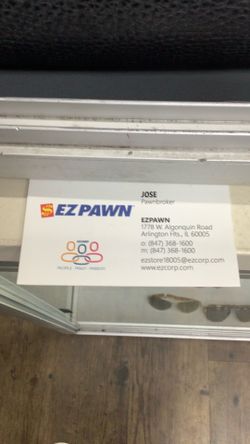 EZ PAWN
PEOPLE · PAWN · PASSION
JOSE
Pawnbroker
EZPAWN
1778 W. Algonquin Road
Arlington Hts., IL 60005
o: (847) 368-1600
m: (847) 368-1600
ezstore18005@ezcorp.com
www.ezcorp.com